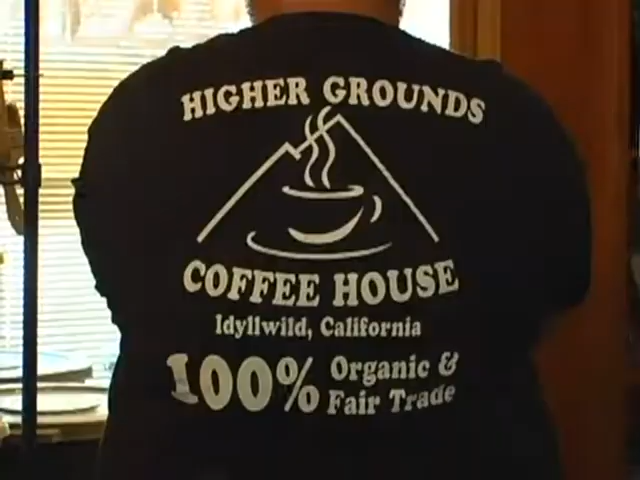 HIGHER GROUNDS
COFFEE HOUSE
Idyllwild, California
100% Organic &
Fair Trade